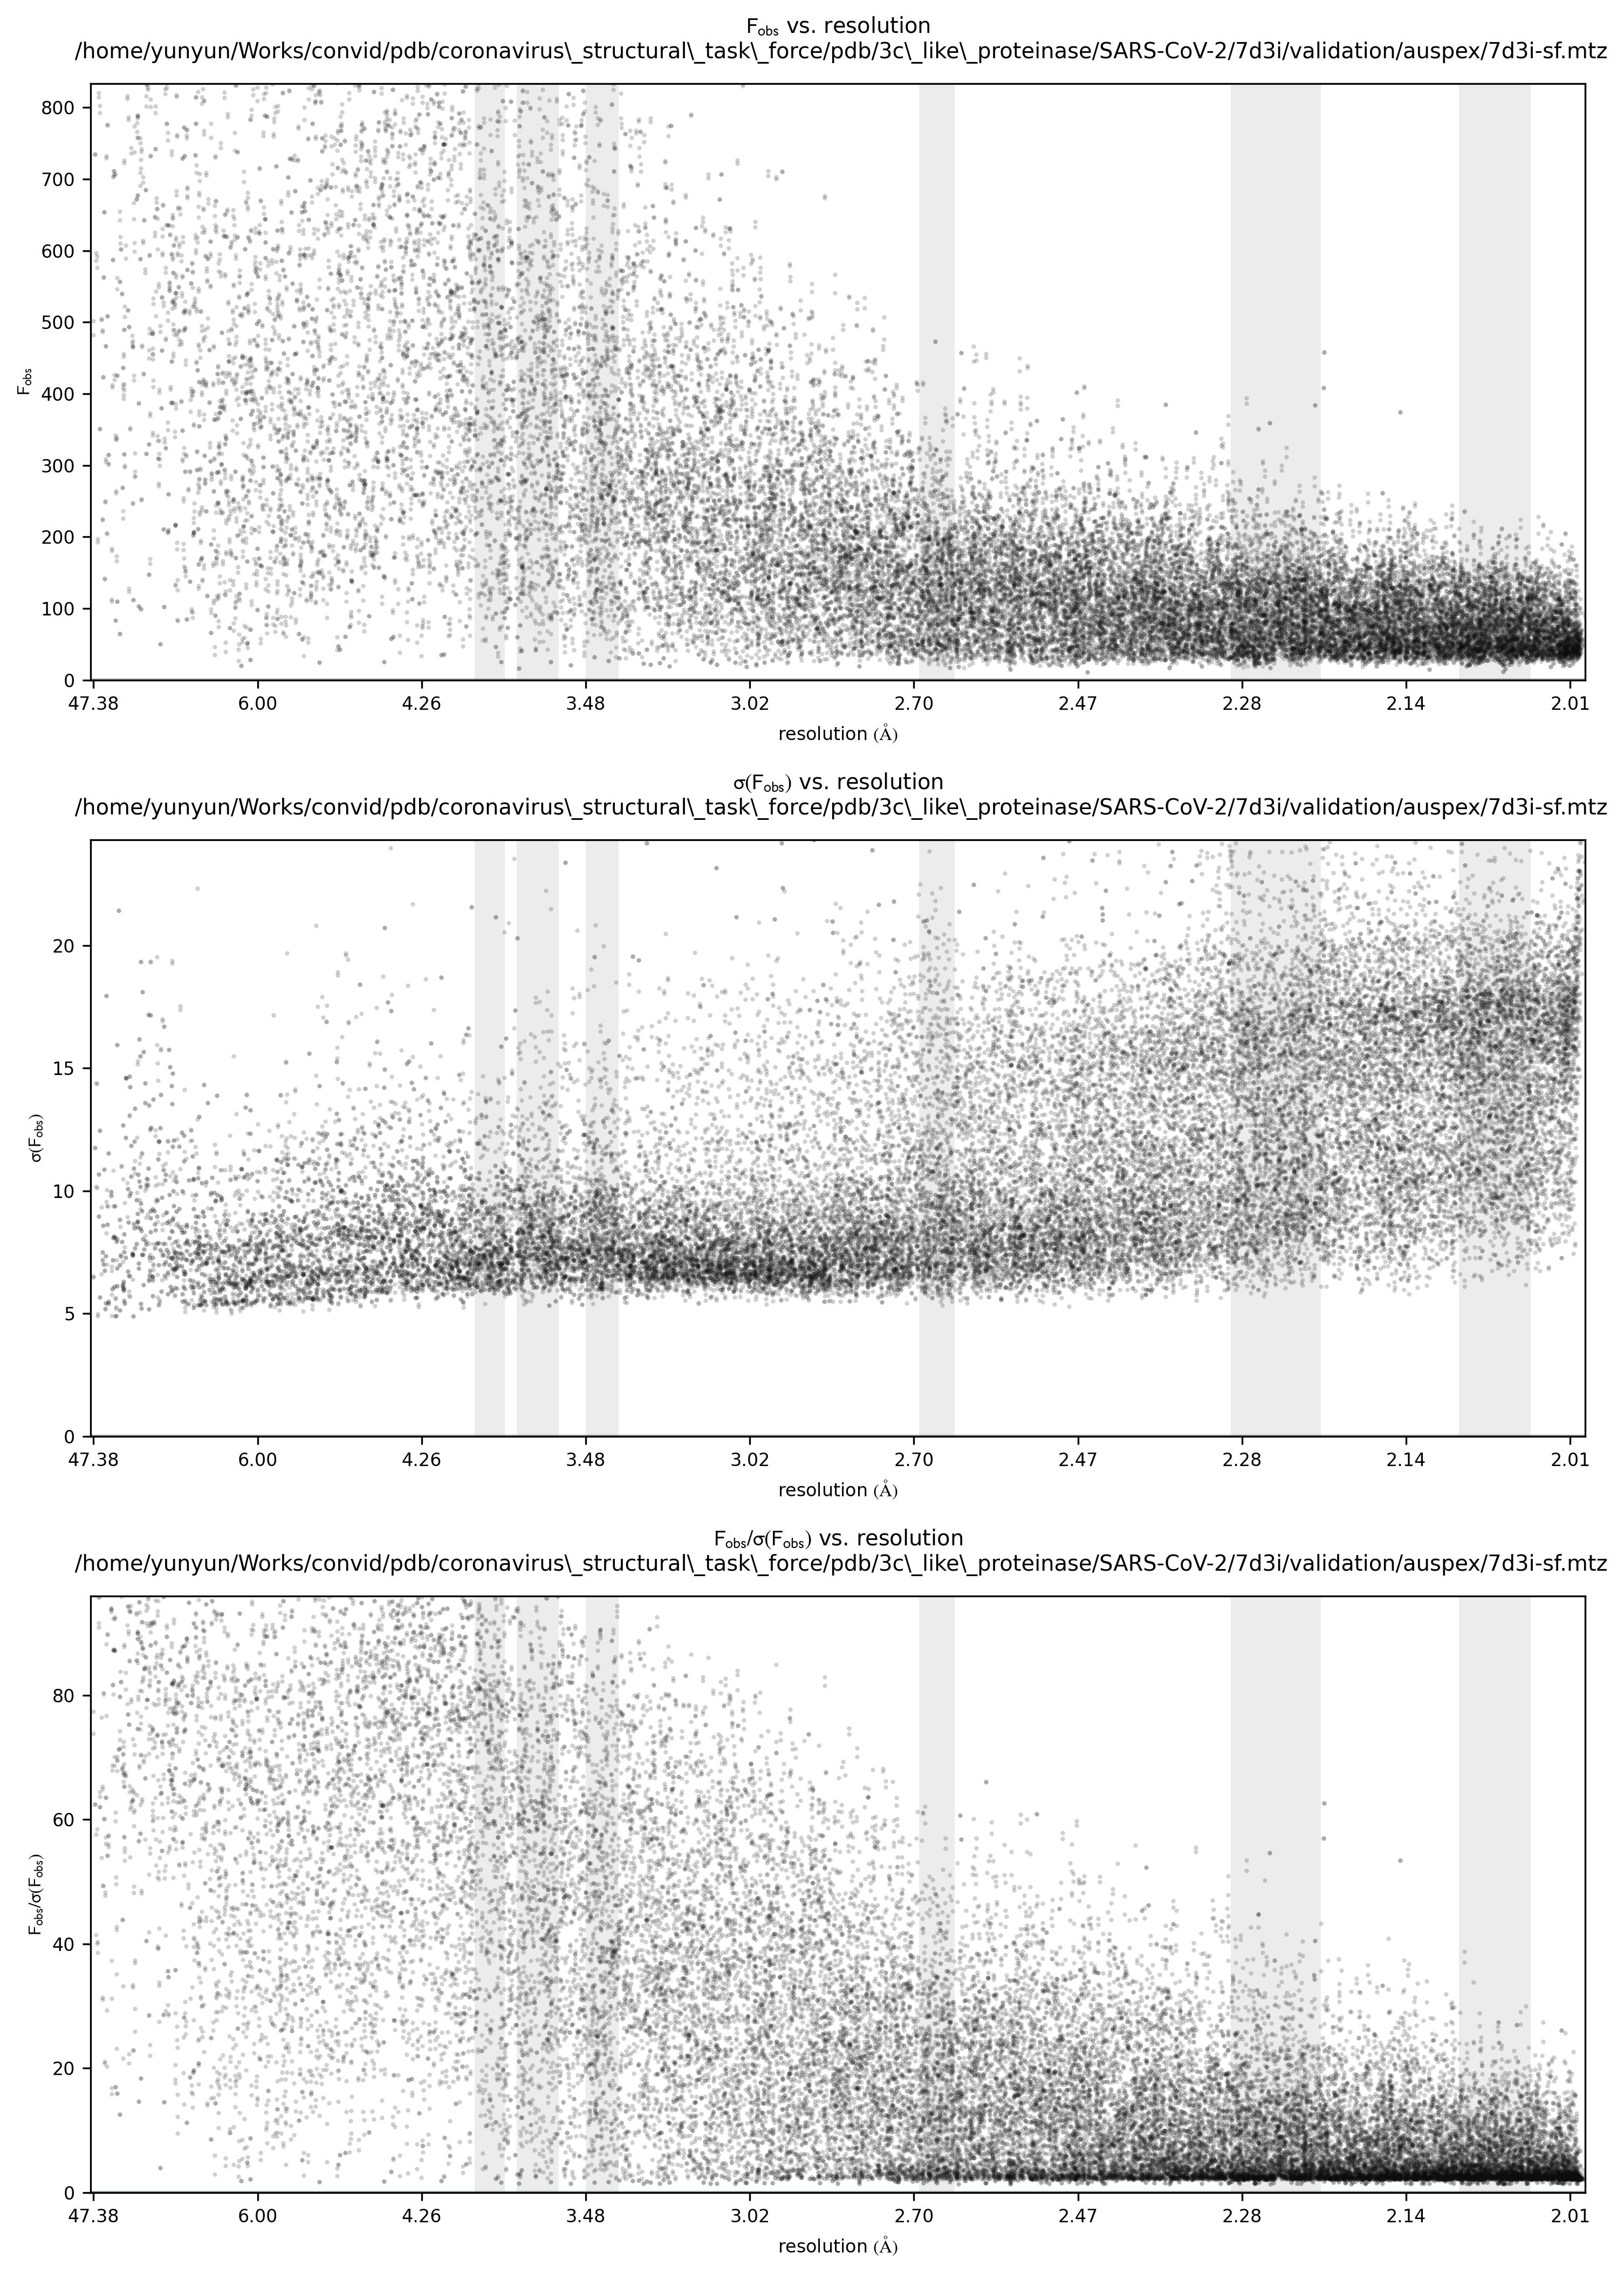 F_obs vs. resolution
/home/yunyun/Works/convid/pdb/coronavirus\_structural\_task\_force/pdb/3c\_like\_proteinase/SARS-CoV-2/7d3i/validation/auspex/7d3i-sf.mtz
800
700
600
500
400
300
200
100
0
F_obs
47.38 6.00 4.26 3.48 3.02 2.70 2.47 2.28 2.14 2.01
resolution (Å)
σ(F_obs) vs. resolution
/home/yunyun/Works/convid/pdb/coronavirus\_structural\_task\_force/pdb/3c\_like\_proteinase/SARS-CoV-2/7d3i/validation/auspex/7d3i-sf.mtz
20
15
10
5
0
σ(F_obs)
47.38 6.00 4.26 3.48 3.02 2.70 2.47 2.28 2.14 2.01
resolution (Å)
F_obs/σ(F_obs) vs. resolution
/home/yunyun/Works/convid/pdb/coronavirus\_structural\_task\_force/pdb/3c\_like\_proteinase/SARS-CoV-2/7d3i/validation/auspex/7d3i-sf.mtz
80
60
40
20
0
F_obs/σ(F_obs)
47.38 6.00 4.26 3.48 3.02 2.70 2.47 2.28 2.14 2.01
resolution (Å)